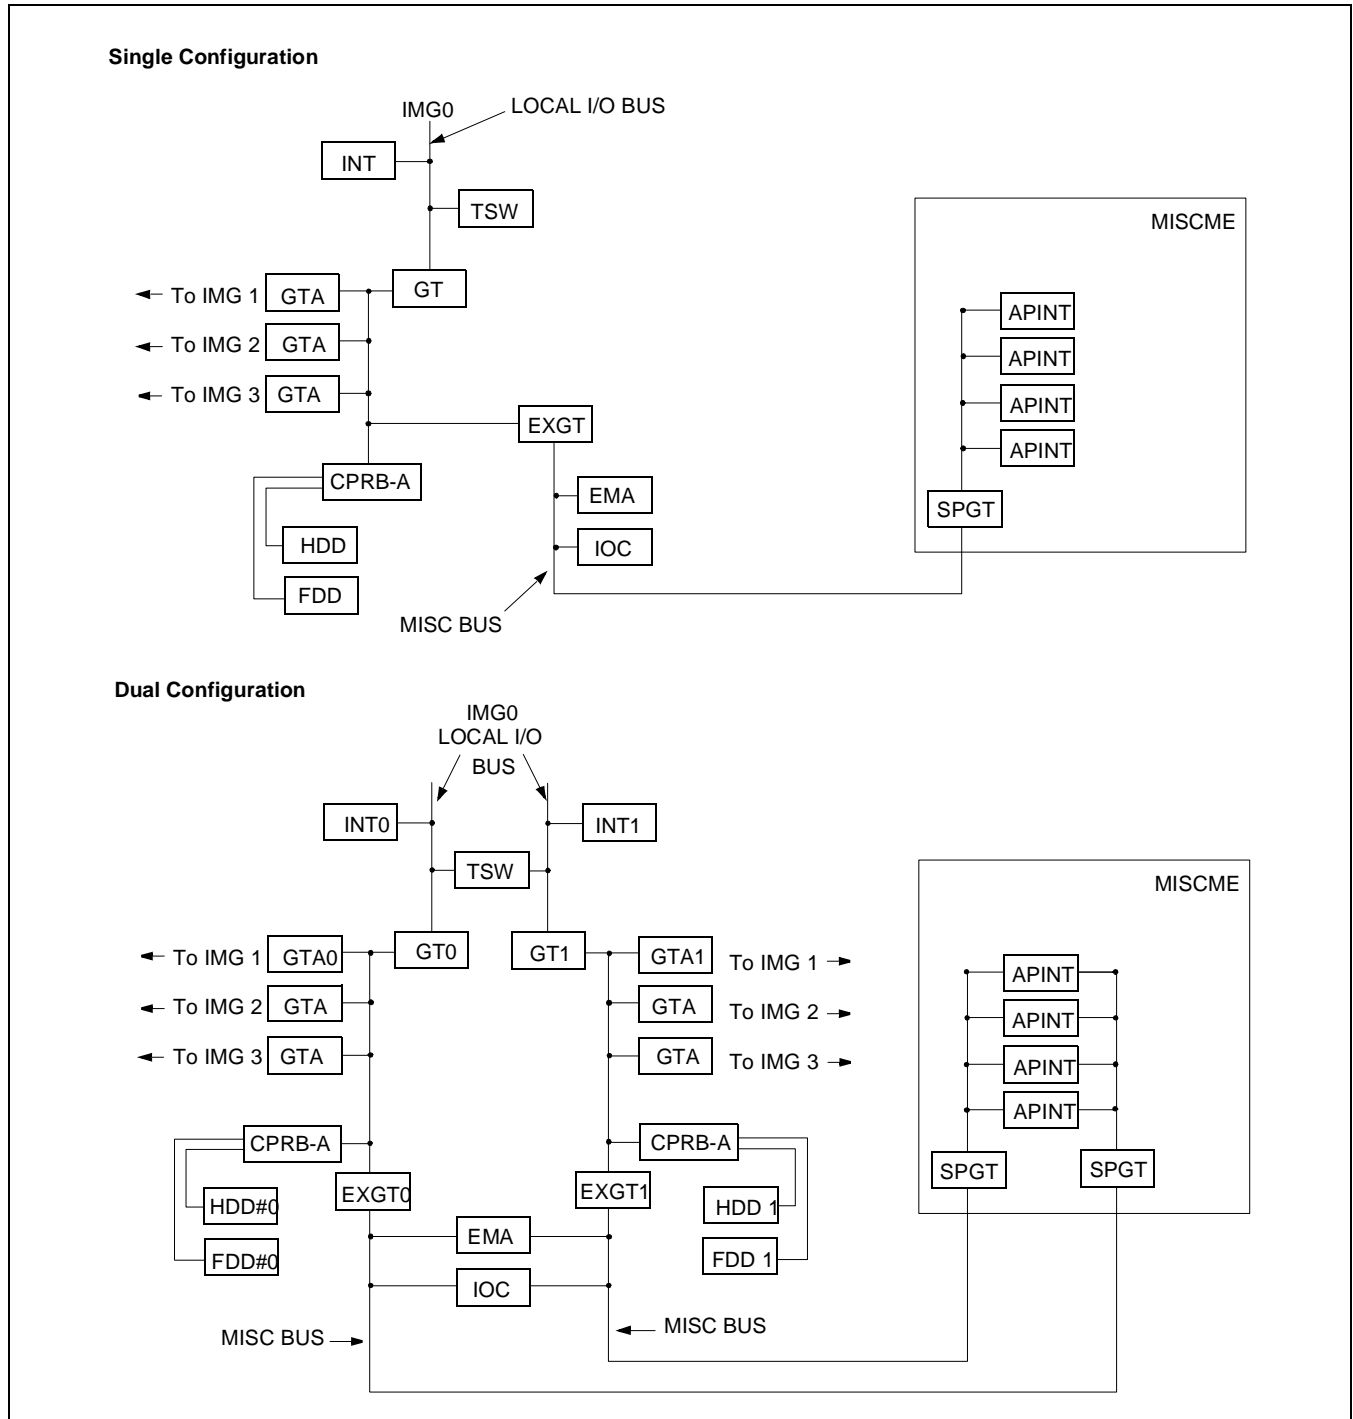 Single Configuration
IMG0
LOCAL I/O BUS
INT
TSW
MISCME
GT
To IMG 1
GTA
APINT
To IMG 2
GTA
APINT
To IMG 3
GTA
APINT
EXGT
APINT
CPRB-A
EMA
SPGT
HDD
IOC
FDD
MISC BUS
Dual Configuration
IMG0
LOCAL I/O
BUS
INT0
INT1
TSW
MISCME
To IMG 1
GTA0
GT0
GT1
GTA1
To IMG 1
APINT
To IMG 2
GTA
GTA
To IMG 2
APINT
To IMG 3
GTA
GTA
To IMG 3
APINT
APINT
CPRB-A
CPRB-A
SPGT
SPGT
EXGT0
EXGT1
HDD#0
HDD 1
EMA
FDD#0
FDD 1
IOC
MISC BUS
MISC BUS